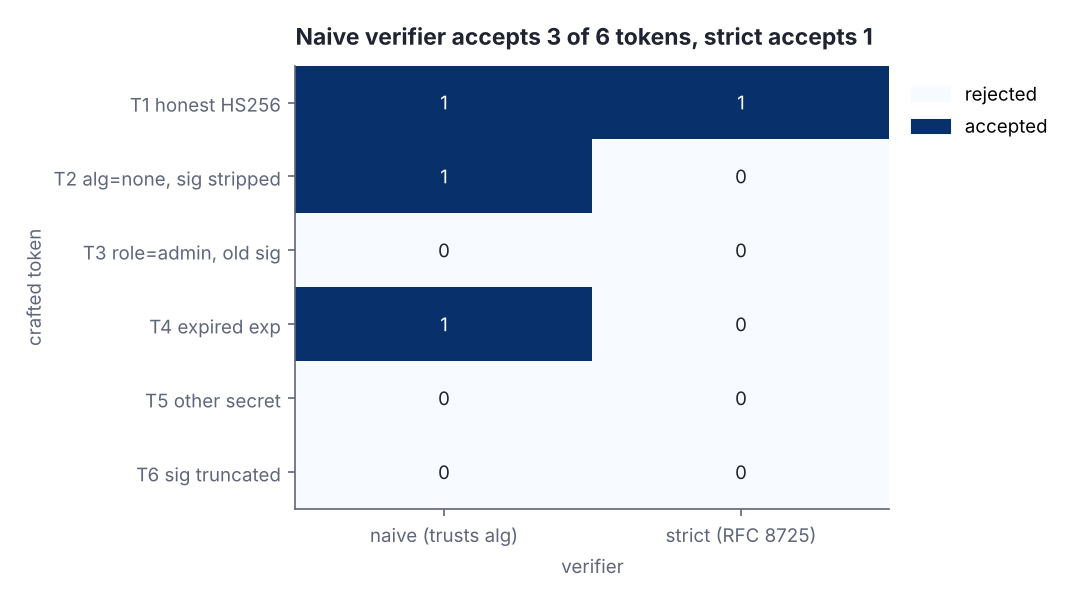 Naive verifier accepts 3 of 6 tokens, strict accepts 1
T1 honest HS256
1
1
T2 alg=none, sig stripped
1
0
T3 role=admin, old sig
0
0
T4 expired exp
1
0
T5 other secret
0
0
T6 sig truncated
0
0
rejected
accepted
crafted token
naive (trusts alg)
strict (RFC 8725)
verifier